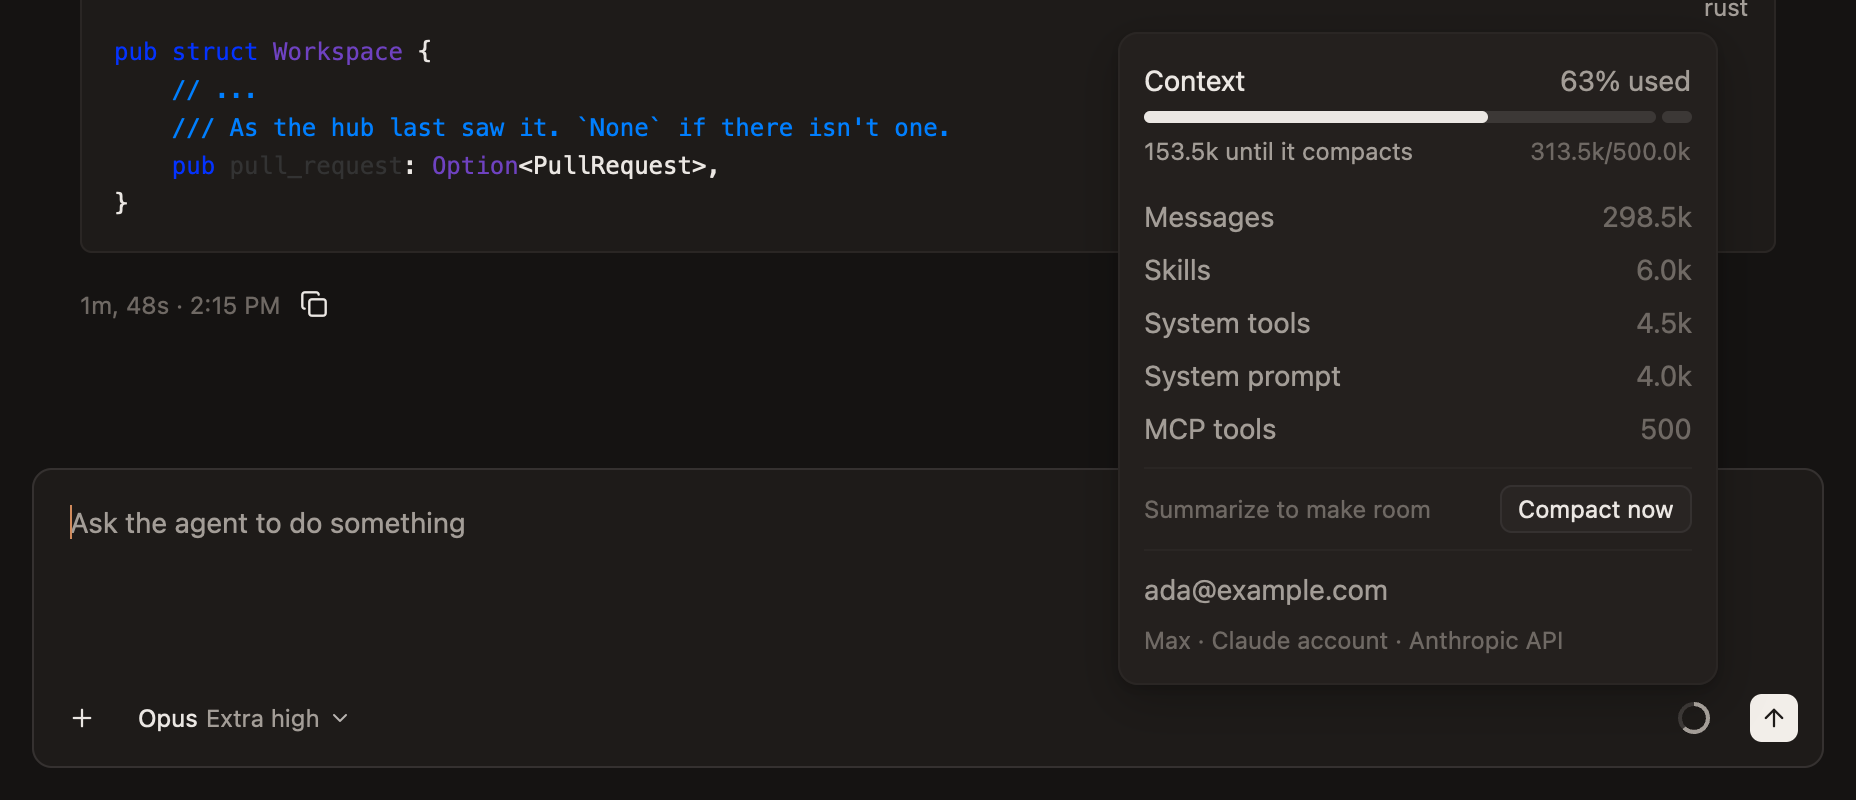 rust
pub struct Workspace {
    // ...
    /// As the hub last saw it. `None` if there isn't one.
    pub pull_request: Option<PullRequest>,
}
1m, 48s · 2:15 PM
Context 63% used
153.5k until it compacts 313.5k/500.0k
Messages 298.5k
Skills 6.0k
System tools 4.5k
System prompt 4.0k
MCP tools 500
Summarize to make room Compact now
ada@example.com
Max · Claude account · Anthropic API
Ask the agent to do something
Opus Extra high